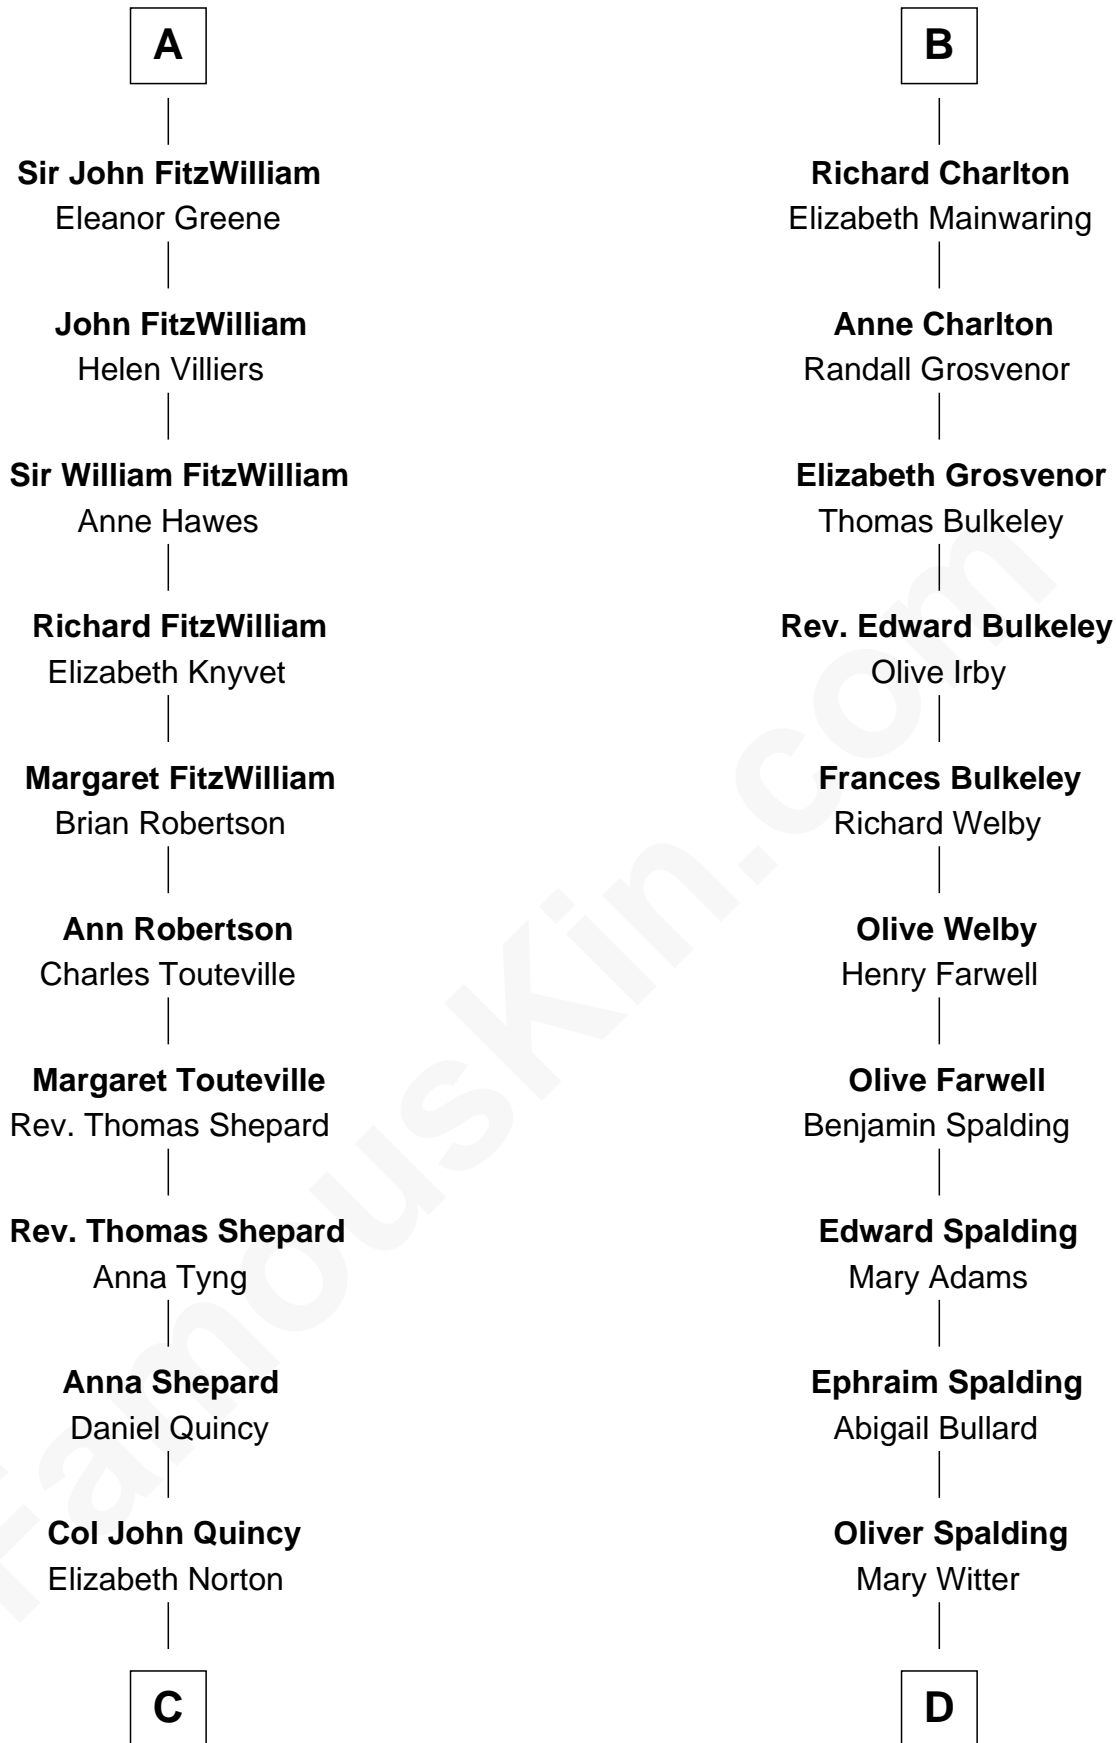 A
Sir John FitzWilliam
Eleanor Greene
John FitzWilliam
Helen Villiers
Sir William FitzWilliam
Anne Hawes
Richard FitzWilliam
Elizabeth Knyvet
Margaret FitzWilliam
Brian Robertson
Ann Robertson
Charles Touteville
Margaret Touteville
Rev. Thomas Shepard
Rev. Thomas Shepard
Anna Tyng
Anna Shepard
Daniel Quincy
Col John Quincy
Elizabeth Norton
C
B
Richard Charlton
Elizabeth Mainwaring
Anne Charlton
Randall Grosvenor
Elizabeth Grosvenor
Thomas Bulkeley
Rev. Edward Bulkeley
Olive Irby
Frances Bulkeley
Richard Welby
Olive Welby
Henry Farwell
Olive Farwell
Benjamin Spalding
Edward Spalding
Mary Adams
Ephraim Spalding
Abigail Bullard
Oliver Spalding
Mary Witter
D
FamousKin.com